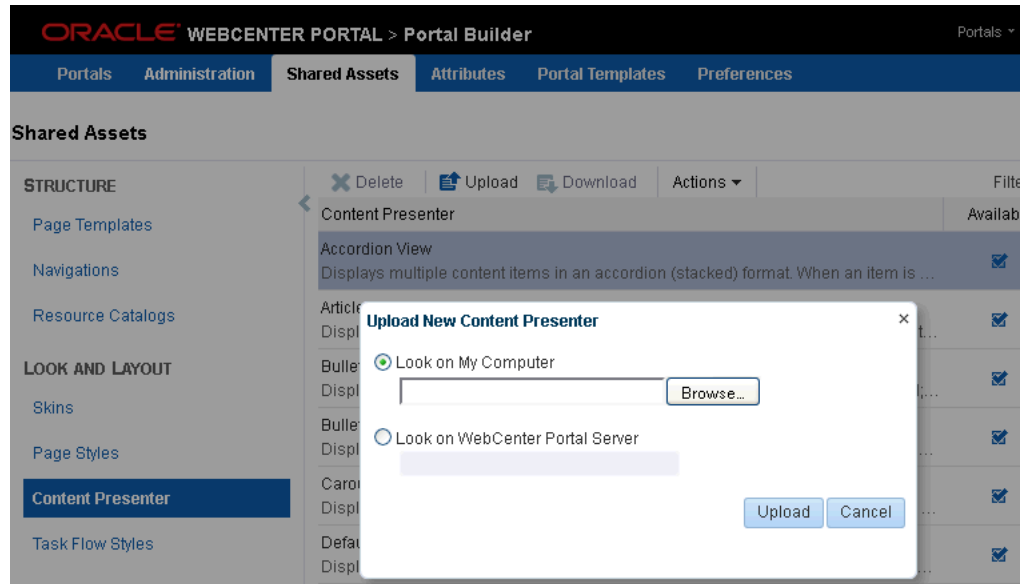 ORACLE WEBCENTER PORTAL > Portal Builder
Portals
Portals Administration Shared Assets Attributes Portal Templates Preferences
Shared Assets
STRUCTURE
Page Templates
Navigations
Resource Catalogs
LOOK AND LAYOUT
Skins
Page Styles
Content Presenter
Task Flow Styles
Delete Upload Download Actions
Content Presenter
Accordion View
Displays multiple content items in an accordion (stacked) format. When an item is ...
Upload New Content Presenter
Look on My Computer
Browse...
Look on WebCenter Portal Server
Upload Cancel